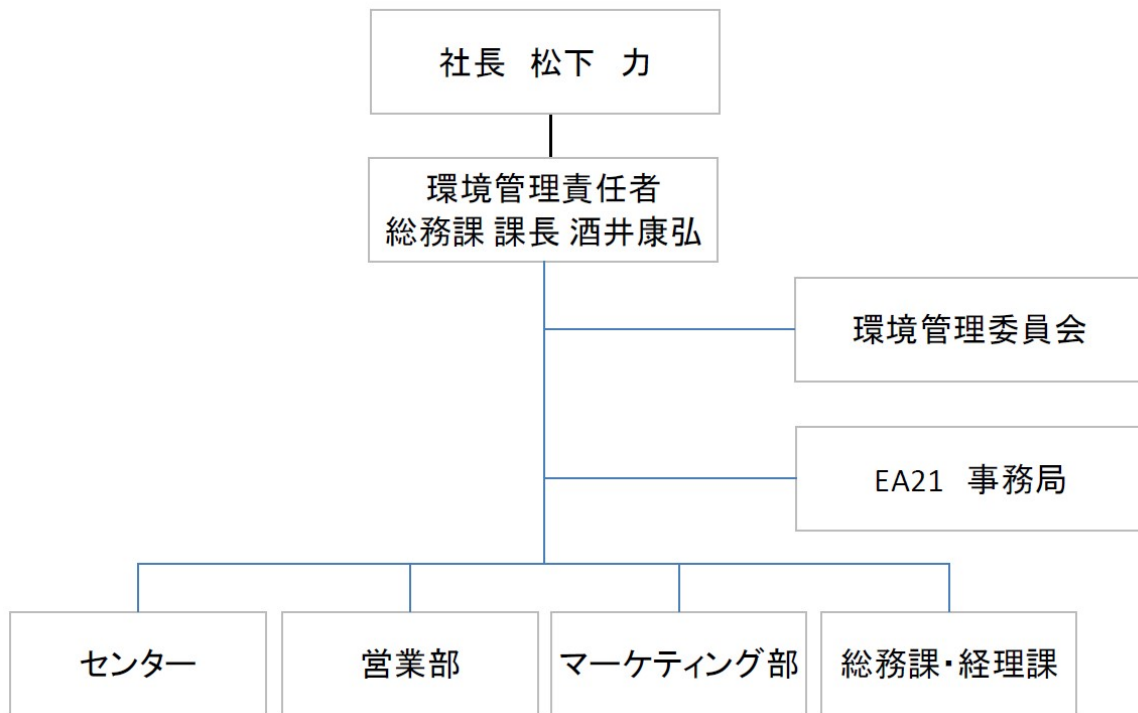 社長　松下　力
環境管理責任者
総務課 課長 酒井康弘
環境管理委員会
EA21　事務局
センター
営業部
マーケティング部
総務課・経理課